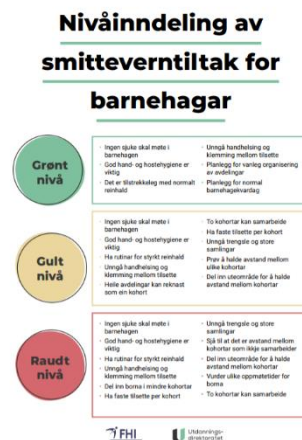 Nivåinndeling av
smitteverntiltak for
barnehagar
Grønt
nivå
· Ingen sjuke skal møte i
barnehagen
· God hand- og hostehygiene er
viktig
· Det er tilstrekkeleg med normalt
reinhald
· Unngå handhelsing og
klemming mellom tilsette
· Planlegg for vanleg organisering
av avdelingar
· Planlegg for normal
barnehagekvardag
Gult
nivå
· Ingen sjuke skal møte i
barnehagen
· God hand- og hostehygiene er
viktig
· Ha rutinar for styrkt reinhald
· Unngå handhelsing og
klemming mellom tilsette
· Heile avdelingar kan reknast
som ein kohort
· To kohortar kan samarbeide
· Ha faste tilsette per kohort
· Unngå trengsle og store
samlingar
· Prøv å halde avstand mellom
ulike kohortar
· Del inn uteområde for å halde
avstand mellom kohortar
Raudt
nivå
· Ingen sjuke skal møte i
barnehagen
· God hand- og hostehygiene er
viktig
· Ha rutinar for styrkt reinhald
· Unngå handhelsing og
klemming mellom tilsette
· Del inn borna i mindre kohortar
· Ha faste tilsette per kohort
· Unngå trengsle og store
samlingar
· Sjå til at det er avstand mellom
kohortar som ikkje samarbeider
· Del inn uteområde for å halde
avstand mellom kohortar
· Vurder ulike oppmøtetider for
borna
· To kohortar kan samarbeide
FHI
Utdannings-
direktoratet